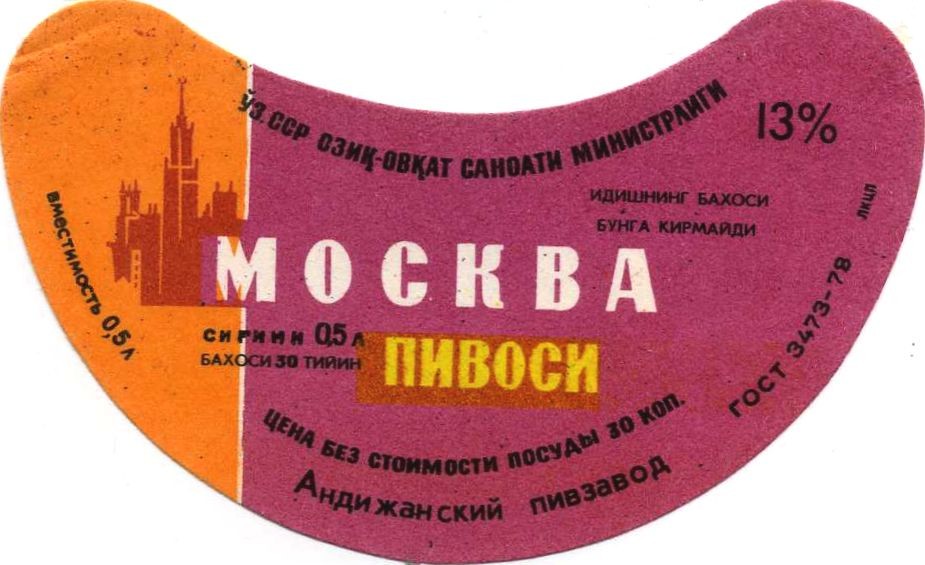 ЎЗ.ССР ОЗИҚ-ОВҚАТ САНОАТИ МИНИСТРЛИГИ
13%
ИДИШНИНГ БАХОСИ
БУНГА КИРМАЙДИ
ЛКЦП
вместимость 0,5л
МОСКВА
сиғими 0,5 л
БАХОСИ 30 ТИЙИН
ПИВОСИ
ГОСТ 3473-78
ЦЕНА БЕЗ СТОИМОСТИ ПОСУДЫ 30 КОП.
Андижанский пивзавод